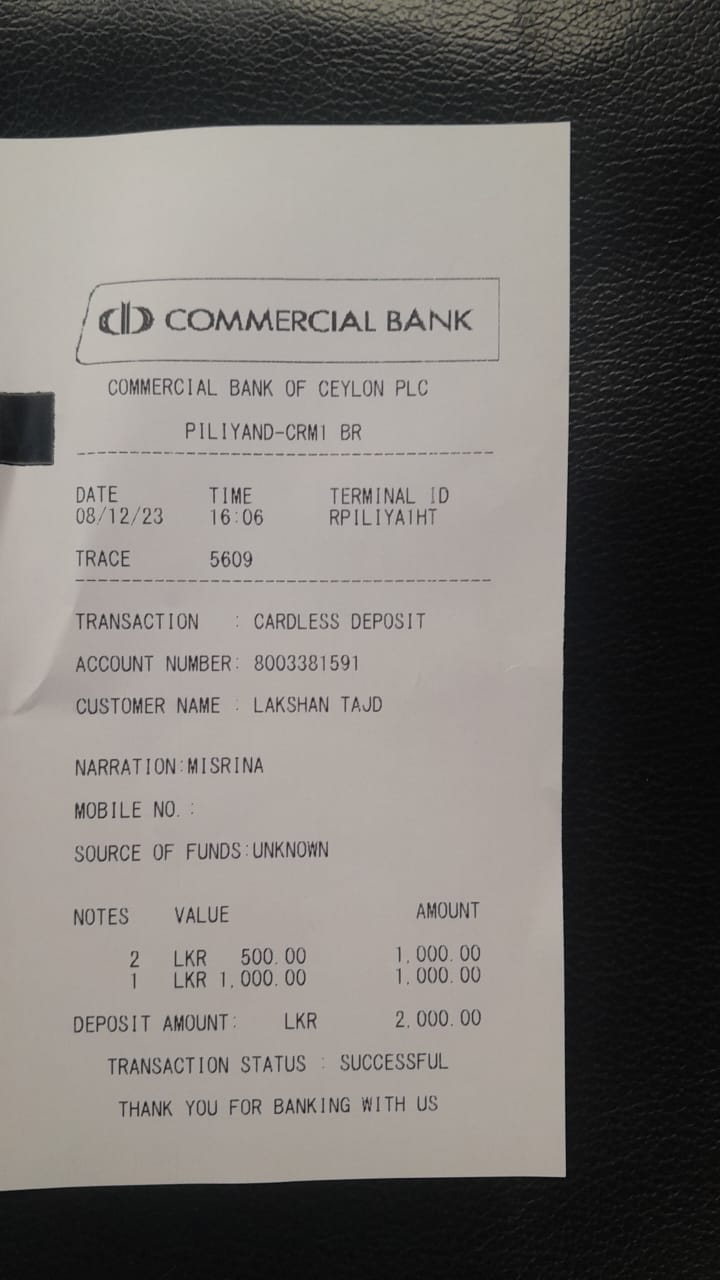 COMMERCIAL BANK
COMMERCIAL BANK OF CEYLON PLC
PILIYAND-CRM1 BR
DATE TIME TERMINAL ID
08/12/23 16:06 RPILIYA1HT
TRACE 5609
TRANSACTION : CARDLESS DEPOSIT
ACCOUNT NUMBER: 8003381591
CUSTOMER NAME : LAKSHAN TAJD
NARRATION:MISRINA
MOBILE NO. :
SOURCE OF FUNDS:UNKNOWN
NOTES VALUE AMOUNT
2 LKR 500.00 1,000.00
1 LKR 1,000.00 1,000.00
DEPOSIT AMOUNT: LKR 2,000.00
TRANSACTION STATUS : SUCCESSFUL
THANK YOU FOR BANKING WITH US